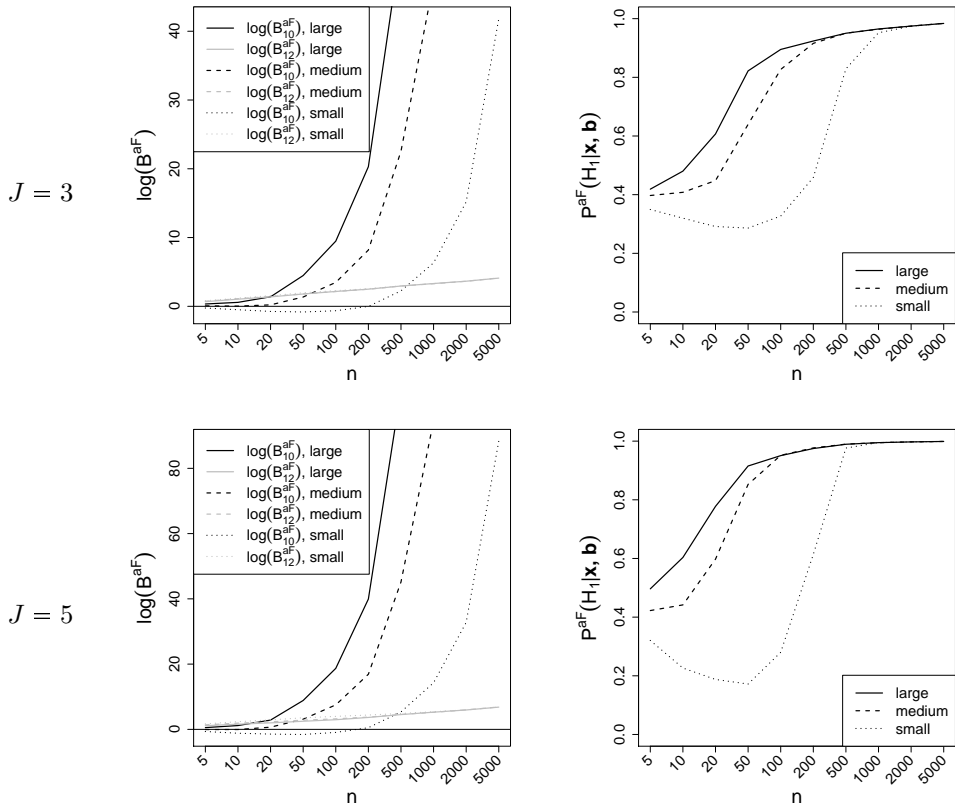 J = 3
log(B^aF)
0
10
20
30
40
log(B^aF_10), large
log(B^aF_12), large
log(B^aF_10), medium
log(B^aF_12), medium
log(B^aF_10), small
log(B^aF_12), small
5
10
20
50
100
200
500
1000
2000
5000
n
P^aF(H_1|x, b)
0.0
0.2
0.4
0.6
0.8
1.0
large
medium
small
5
10
20
50
100
200
500
1000
2000
5000
n
J = 5
log(B^aF)
0
20
40
60
80
log(B^aF_10), large
log(B^aF_12), large
log(B^aF_10), medium
log(B^aF_12), medium
log(B^aF_10), small
log(B^aF_12), small
5
10
20
50
100
200
500
1000
2000
5000
n
P^aF(H_1|x, b)
0.0
0.2
0.4
0.6
0.8
1.0
large
medium
small
5
10
20
50
100
200
500
1000
2000
5000
n